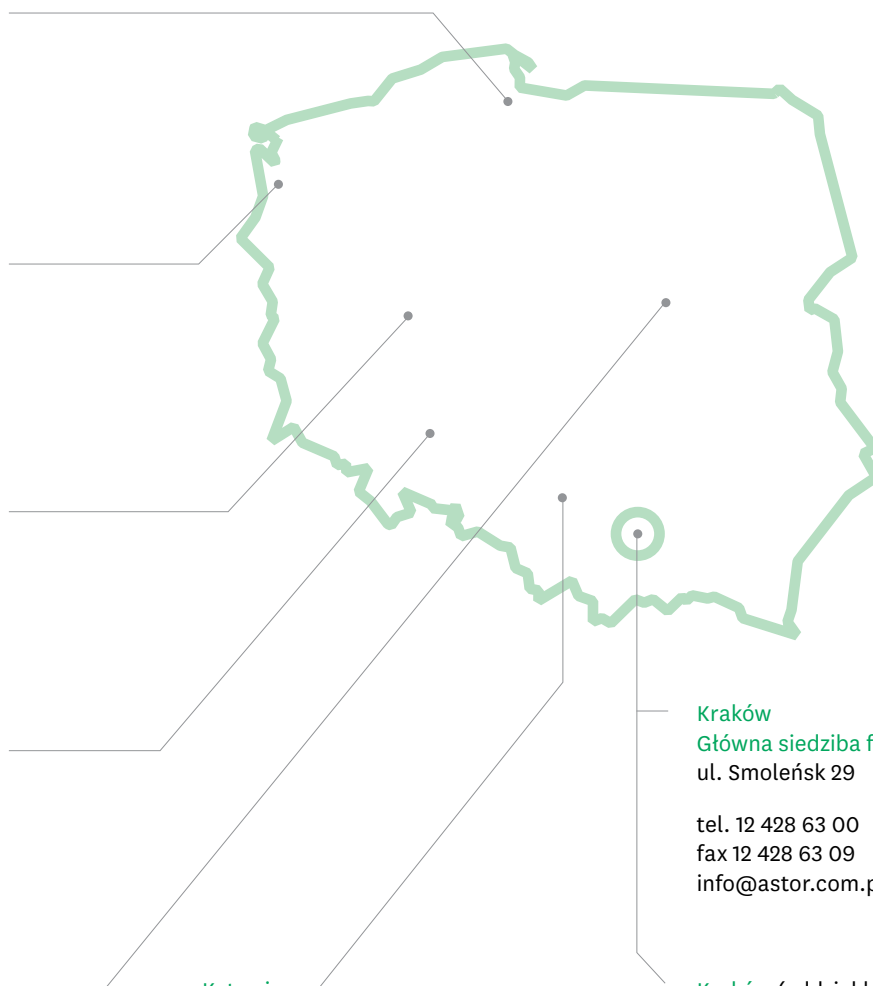 Kraków
Główna siedziba f
ul. Smoleńsk 29
tel. 12 428 63 00
fax 12 428 63 09
info@astor.com.p